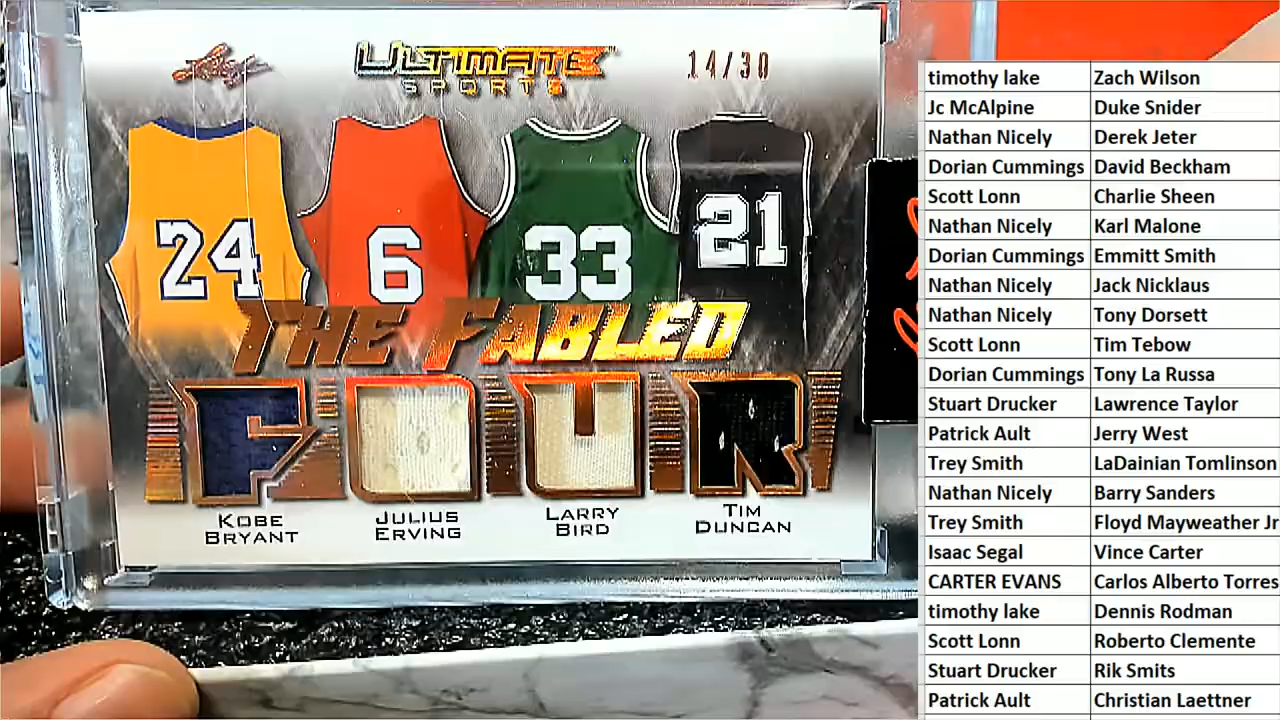 Leaf
ULTIMATE
SPORTS
14/30
24
6
33
21
THE FABLED
FOUR
KOBE
BRYANT
JULIUS
ERVING
LARRY
BIRD
TIM
DUNCAN
timothy lake Zach Wilson
Jc McAlpine Duke Snider
Nathan Nicely Derek Jeter
Dorian Cummings David Beckham
Scott Lonn Charlie Sheen
Nathan Nicely Karl Malone
Dorian Cummings Emmitt Smith
Nathan Nicely Jack Nicklaus
Nathan Nicely Tony Dorsett
Scott Lonn Tim Tebow
Dorian Cummings Tony La Russa
Stuart Drucker Lawrence Taylor
Patrick Ault Jerry West
Trey Smith LaDainian Tomlinson
Nathan Nicely Barry Sanders
Trey Smith Floyd Mayweather Jr
Isaac Segal Vince Carter
CARTER EVANS Carlos Alberto Torres
timothy lake Dennis Rodman
Scott Lonn Roberto Clemente
Stuart Drucker Rik Smits
Patrick Ault Christian Laettner